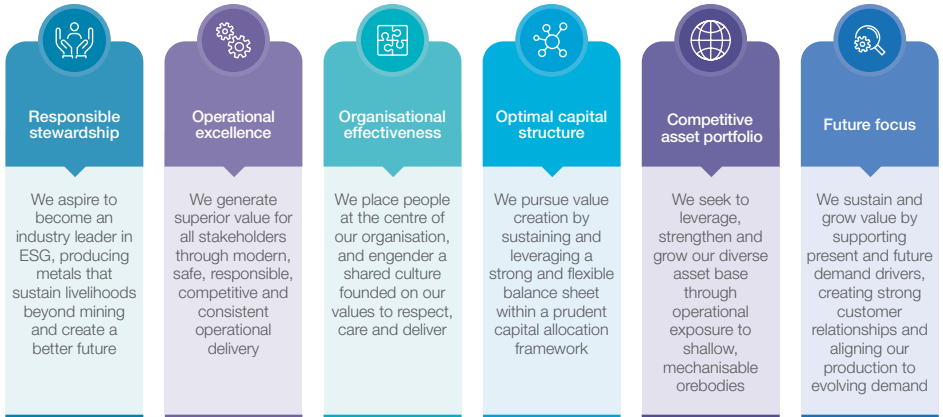 Responsible
stewardship
We aspire to
become an
industry leader in
ESG, producing
metals that
sustain livelihoods
beyond mining
and create a
better future
Operational
excellence
We generate
superior value for
all stakeholders
through modern,
safe, responsible,
competitive and
consistent
operational
delivery
Organisational
effectiveness
We place people
at the centre of
our organisation,
and engender a
shared culture
founded on our
values to respect,
care and deliver
Optimal capital
structure
We pursue value
creation by
sustaining and
leveraging a
strong and flexible
balance sheet
within a prudent
capital allocation
framework
Competitive
asset portfolio
We seek to
leverage,
strengthen and
grow our diverse
asset base
through
operational
exposure to
shallow,
mechanisable
orebodies
Future focus
We sustain and
grow value by
supporting
present and future
demand drivers,
creating strong
customer
relationships and
aligning our
production to
evolving demand